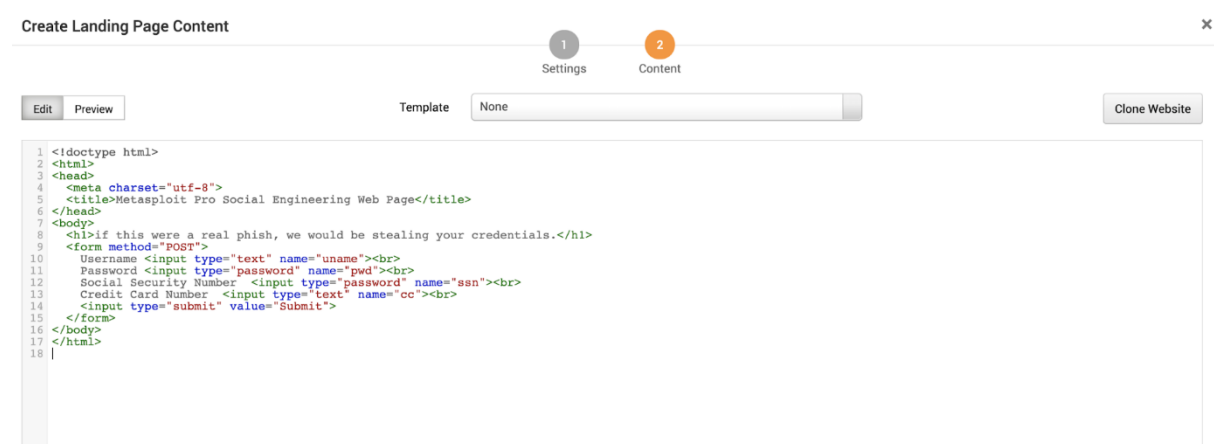 Create Landing Page Content
×
1
2
Settings
Content
Edit
Preview
Template
None
Clone Website
1 <!doctype html>
2 <html>
3 <head>
4   <meta charset="utf-8">
5   <title>Metasploit Pro Social Engineering Web Page</title>
6 </head>
7 <body>
8   <h1>if this were a real phish, we would be stealing your credentials.</h1>
9   <form method="POST">
10     Username <input type="text" name="uname"><br>
11     Password <input type="password" name="pwd"><br>
12     Social Security Number  <input type="password" name="ssn"><br>
13     Credit Card Number  <input type="text" name="cc"><br>
14     <input type="submit" value="Submit">
15   </form>
16 </body>
17 </html>
18